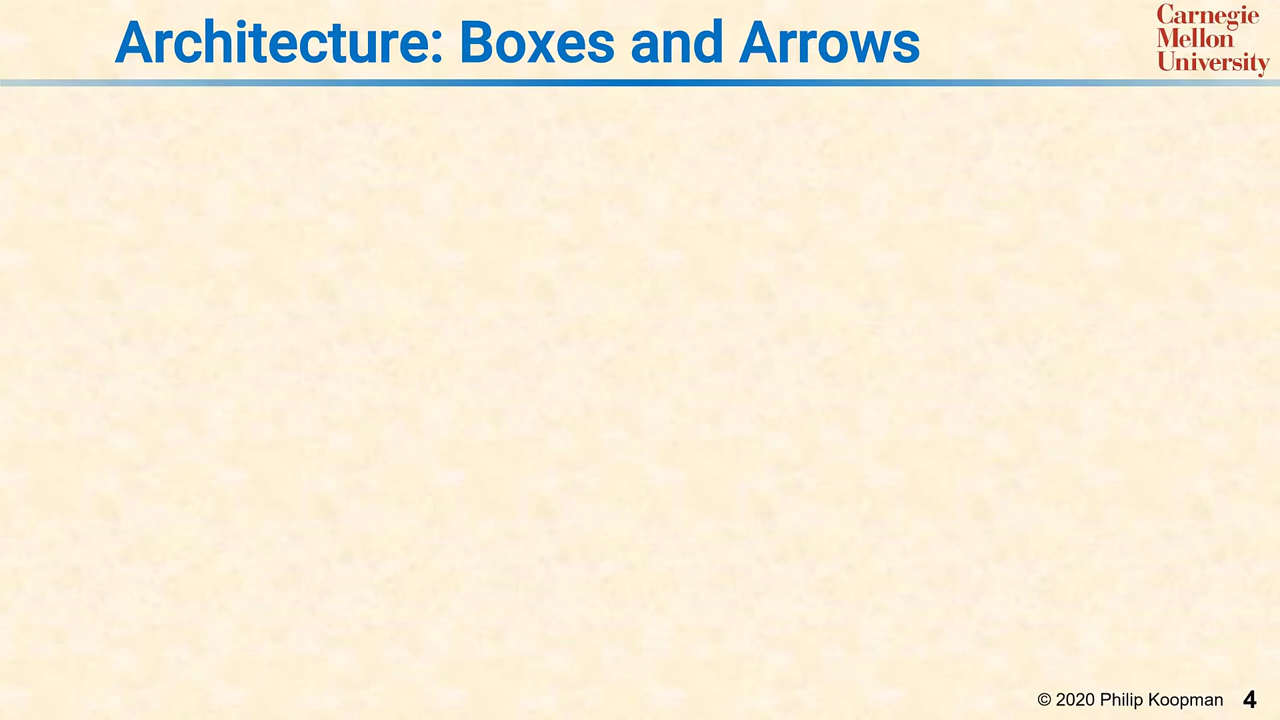 Architecture: Boxes and Arrows
Carnegie
Mellon
University
© 2020 Philip Koopman 4